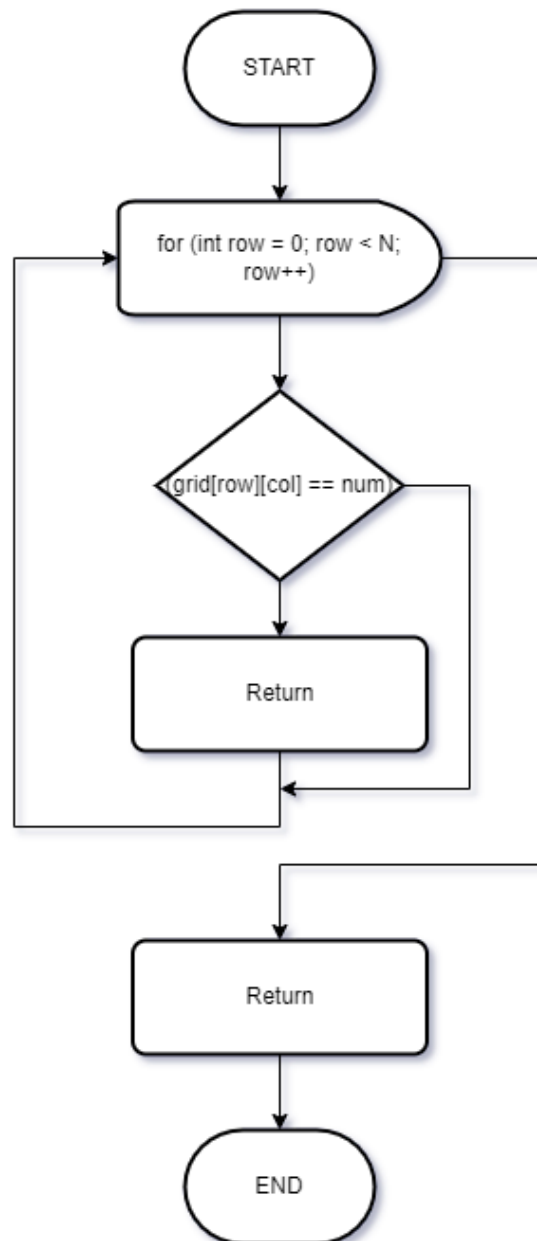 START
for (int row = 0; row < N;
row++)
(grid[row][col] == num)
Return
Return
END